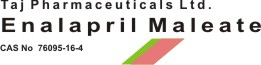 Taj Pharmaceuticals Ltd.
Enalapril Maleate
CAS No 76095-16-4